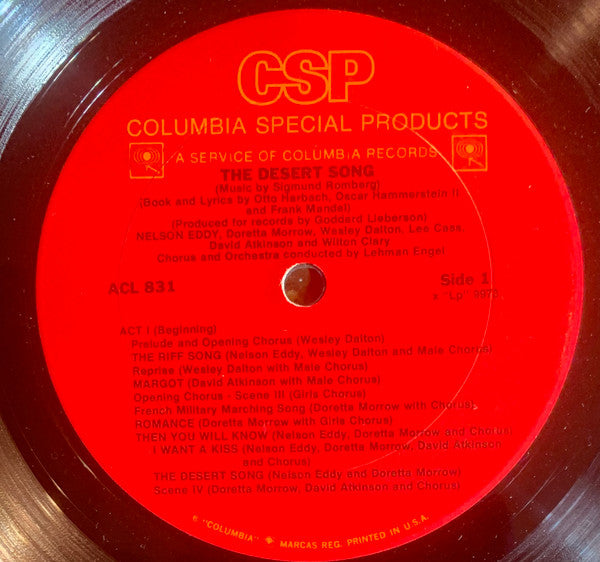 CSP
COLUMBIA SPECIAL PRODUCTS
A SERVICE OF COLUMBIA RECORDS
THE DESERT SONG
(Music by Sigmund Romberg)
(Book and Lyrics by Otto Harbach, Oscar Hammerstein II
and Frank Mandel)
(Produced for records by Goddard Lieberson)
NELSON EDDY, Doretta Morrow, Wesley Dalton, Lee Cass,
David Atkinson and Wilton Clary
Chorus and Orchestra conducted by Lehman Engel
ACL 831
Side 1
x "Lp" 9978
ACT I (Beginning)
Prelude and Opening Chorus (Wesley Dalton)
THE RIFF SONG (Nelson Eddy, Wesley Dalton and Male Chorus)
Reprise (Wesley Dalton with Male Chorus)
MARGOT (David Atkinson with Male Chorus)
Opening Chorus - Scene III (Girls Chorus)
French Military Marching Song (Doretta Morrow with Chorus)
ROMANCE (Doretta Morrow with Girls Chorus)
THEN YOU WILL KNOW (Nelson Eddy, Doretta Morrow and Chorus)
I WANT A KISS (Nelson Eddy, Doretta Morrow, David Atkinson
and Chorus)
THE DESERT SONG (Nelson Eddy and Doretta Morrow)
Scene IV (Doretta Morrow, David Atkinson and Chorus)
"COLUMBIA" MARCAS REG. PRINTED IN U.S.A.